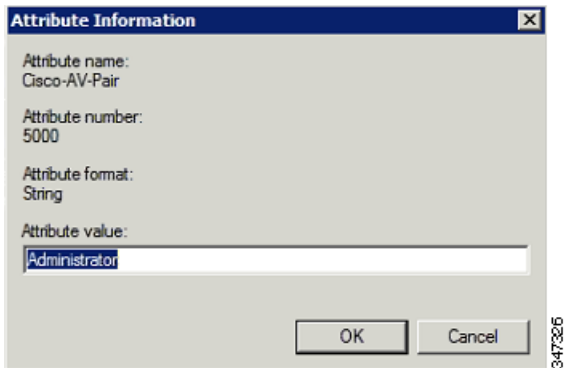 Attribute Information
Attribute name:
Cisco-AV-Pair
Attribute number:
5000
Attribute format:
String
Attribute value:
Administrator
OK
Cancel
347326